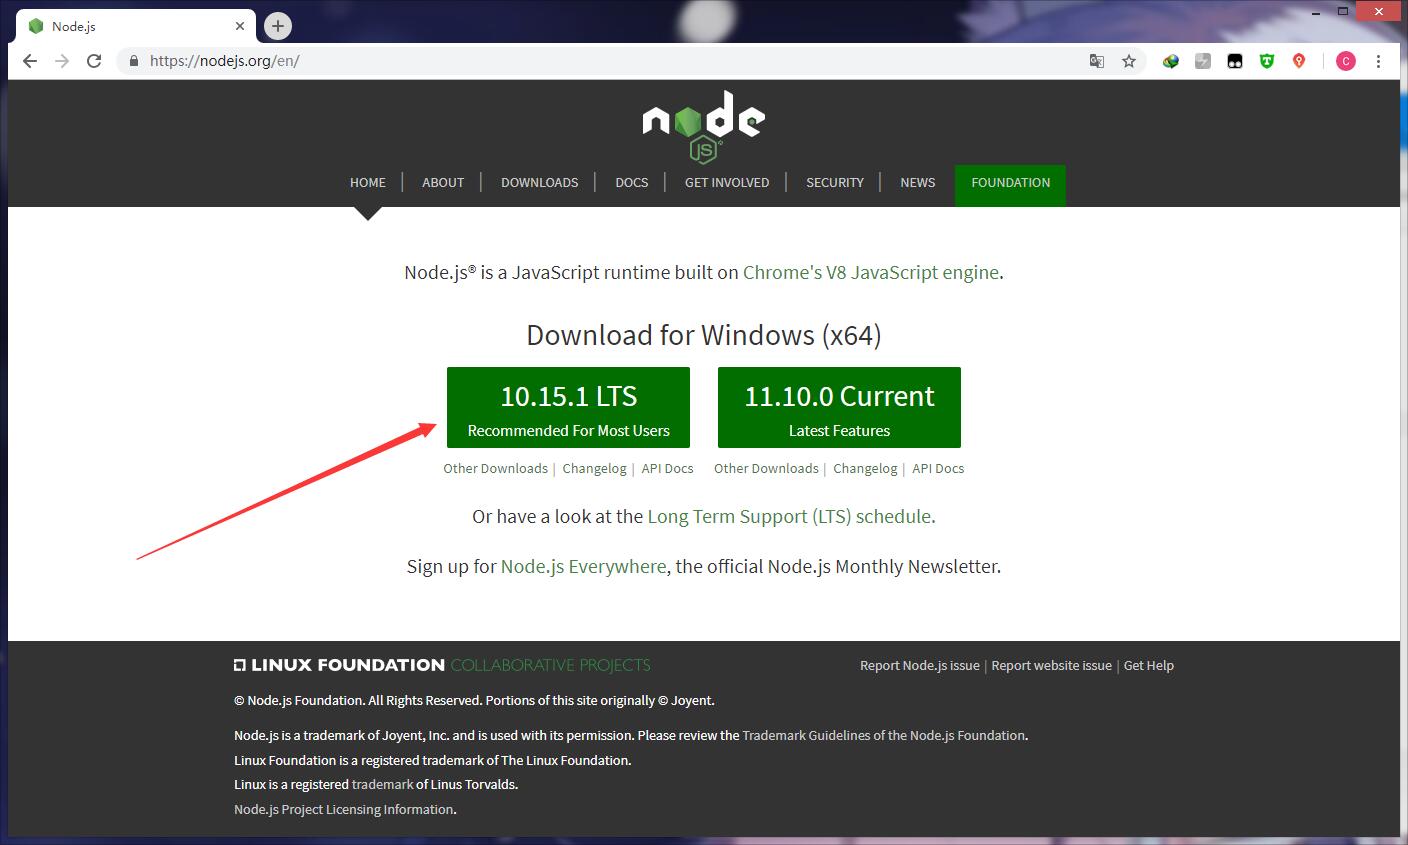 Node.js
https://nodejs.org/en/
C
node
JS
HOME | ABOUT | DOWNLOADS | DOCS | GET INVOLVED | SECURITY | NEWS FOUNDATION
Node.js® is a JavaScript runtime built on Chrome's V8 JavaScript engine.
Download for Windows (x64)
10.15.1 LTS
Recommended For Most Users
11.10.0 Current
Latest Features
Other Downloads | Changelog | API Docs
Other Downloads | Changelog | API Docs
Or have a look at the Long Term Support (LTS) schedule.
Sign up for Node.js Everywhere, the official Node.js Monthly Newsletter.
LINUX FOUNDATION COLLABORATIVE PROJECTS
Report Node.js issue | Report website issue | Get Help
© Node.js Foundation. All Rights Reserved. Portions of this site originally © Joyent.
Node.js is a trademark of Joyent, Inc. and is used with its permission. Please review the Trademark Guidelines of the Node.js Foundation.
Linux Foundation is a registered trademark of The Linux Foundation.
Linux is a registered trademark of Linus Torvalds.
Node.js Project Licensing Information.